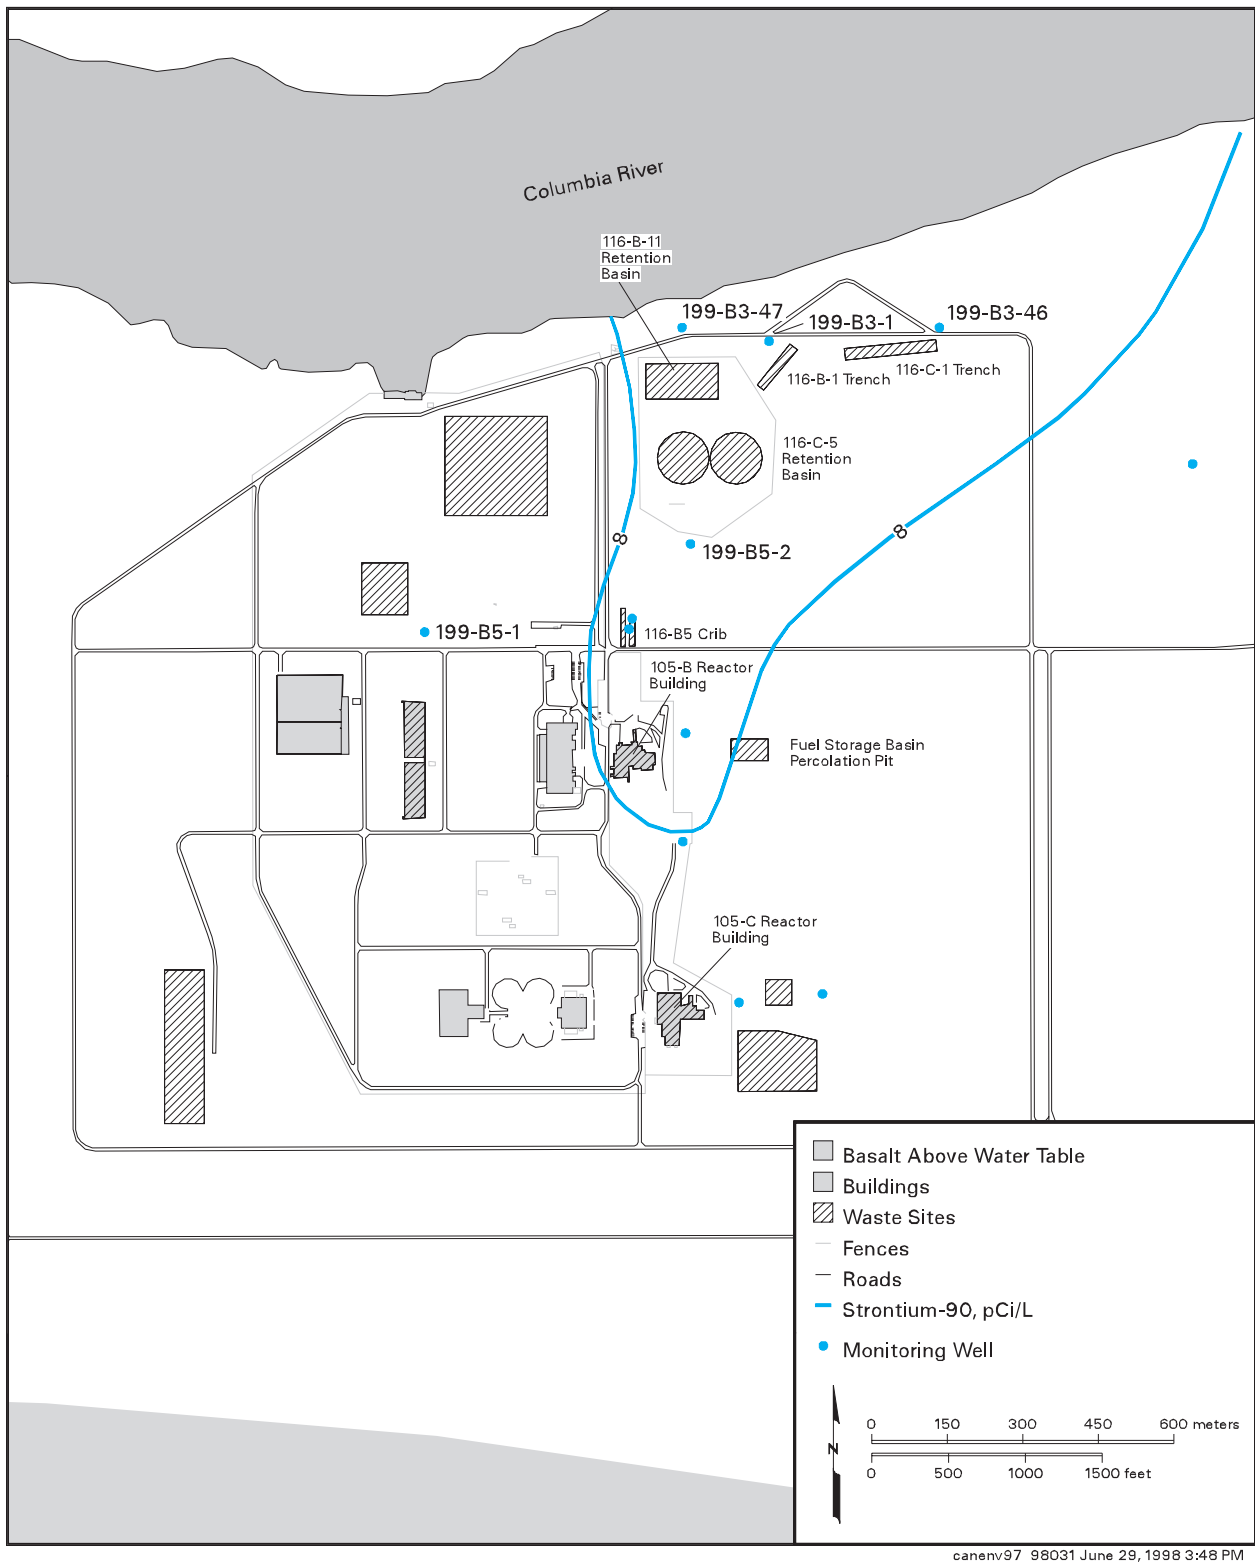 Columbia River
116-B-11
Retention
Basin
199-B3-47
199-B3-1
199-B3-46
116-B-1 Trench
116-C-1 Trench
116-C-5
Retention
Basin
8
8
199-B5-2
199-B5-1
116-B5 Crib
105-B Reactor
Building
Fuel Storage Basin
Percolation Pit
105-C Reactor
Building
Basalt Above Water Table
Buildings
Waste Sites
Fences
Roads
Strontium-90, pCi/L
Monitoring Well
N
0 150 300 450 600 meters
0 500 1000 1500 feet
canenv97 98031 June 29, 1998 3:48 PM